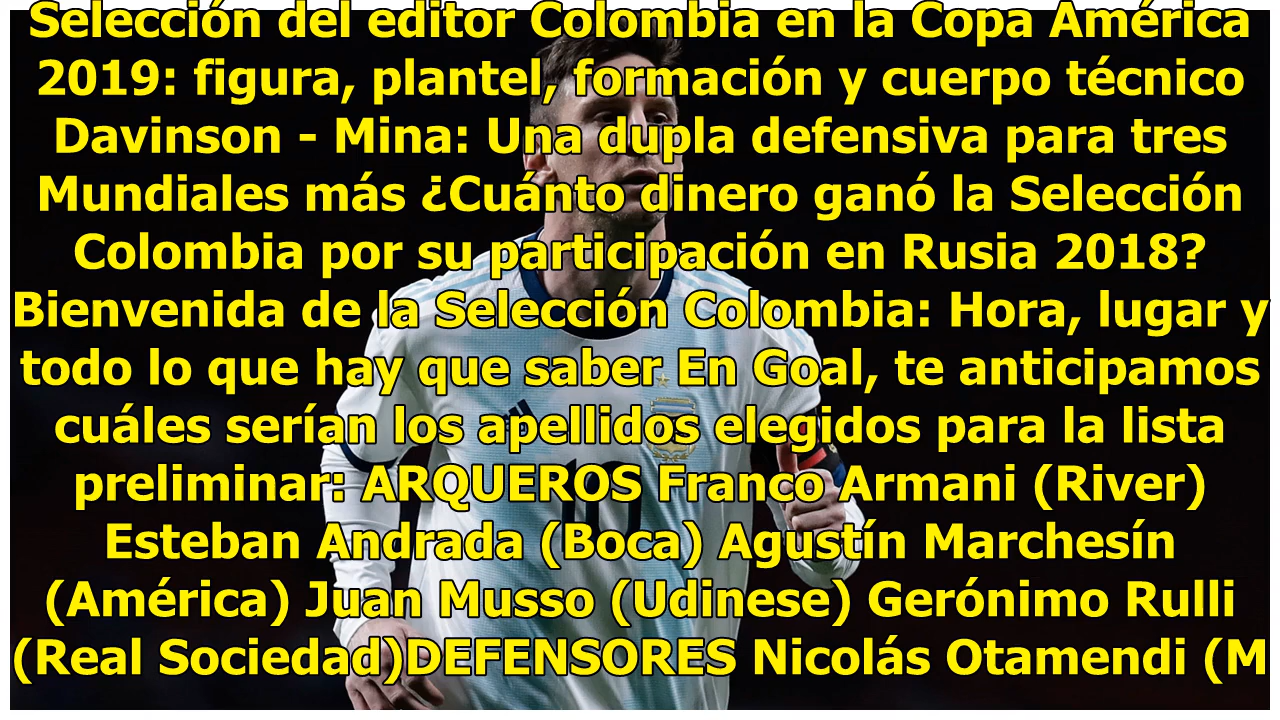 Selección del editor Colombia en la Copa América
2019: figura, plantel, formación y cuerpo técnico
Davinson - Mina: Una dupla defensiva para tres
Mundiales más ¿Cuánto dinero ganó la Selección
Colombia por su participación en Rusia 2018?
Bienvenida de la Selección Colombia: Hora, lugar y
todo lo que hay que saber En Goal, te anticipamos
cuáles serían los apellidos elegidos para la lista
preliminar: ARQUEROS Franco Armani (River)
Esteban Andrada (Boca) Agustín Marchesín
(América) Juan Musso (Udinese) Gerónimo Rulli
(Real Sociedad)DEFENSORES Nicolás Otamendi (M
10